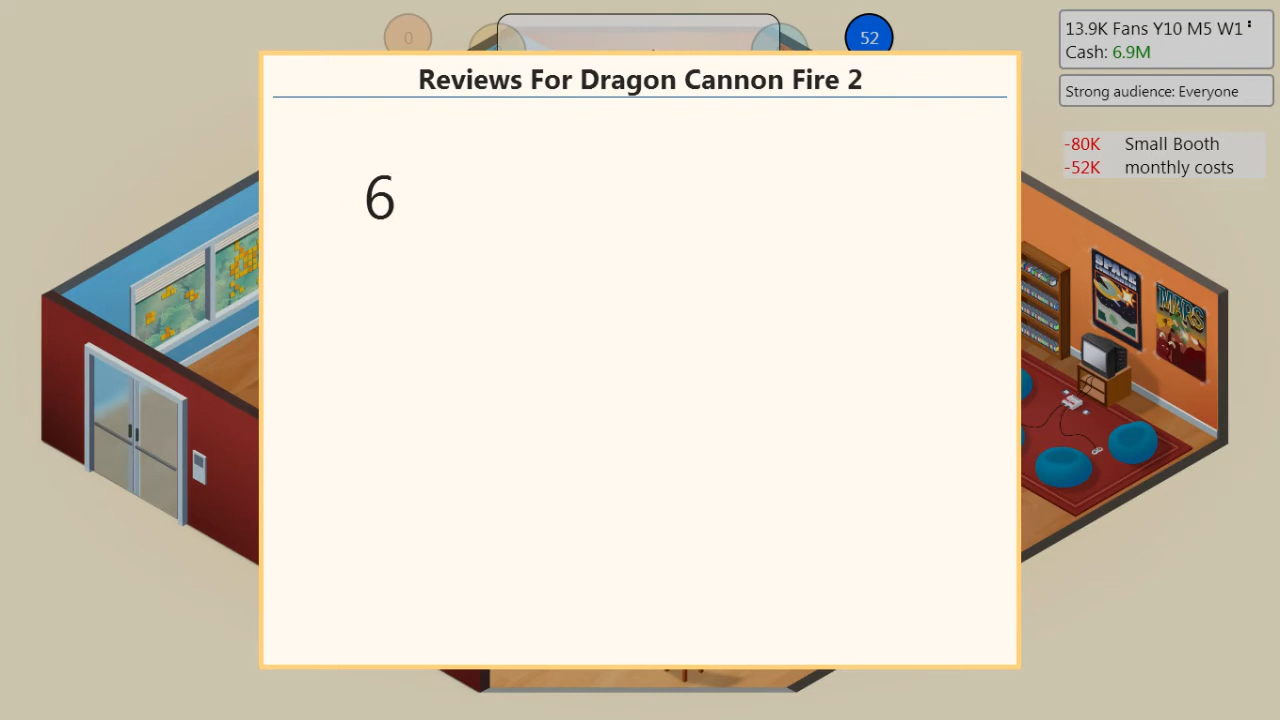 0
52
13.9K Fans Y10 M5 W1
Cash: 6.9M
Strong audience: Everyone
-80K Small Booth
-52K monthly costs
Reviews For Dragon Cannon Fire 2
6
SPACE